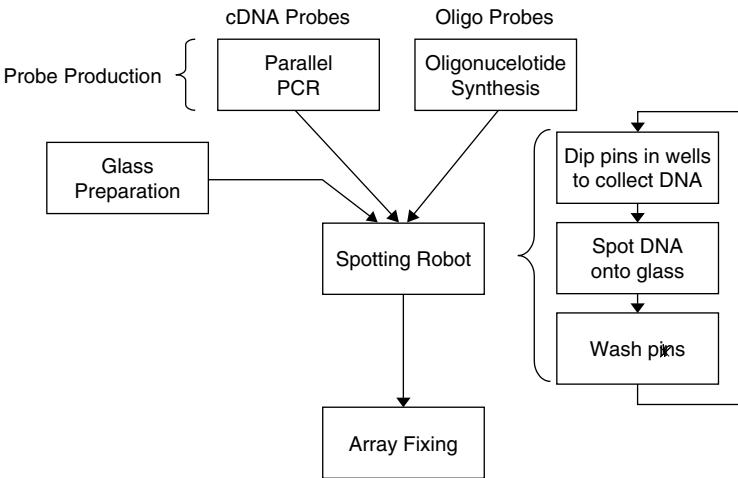 cDNA Probes
Oligo Probes
Probe Production
Parallel
PCR
Oligonucelotide
Synthesis
Glass
Preparation
Spotting Robot
Array Fixing
Dip pins in wells
to collect DNA
Spot DNA
onto glass
Wash pins